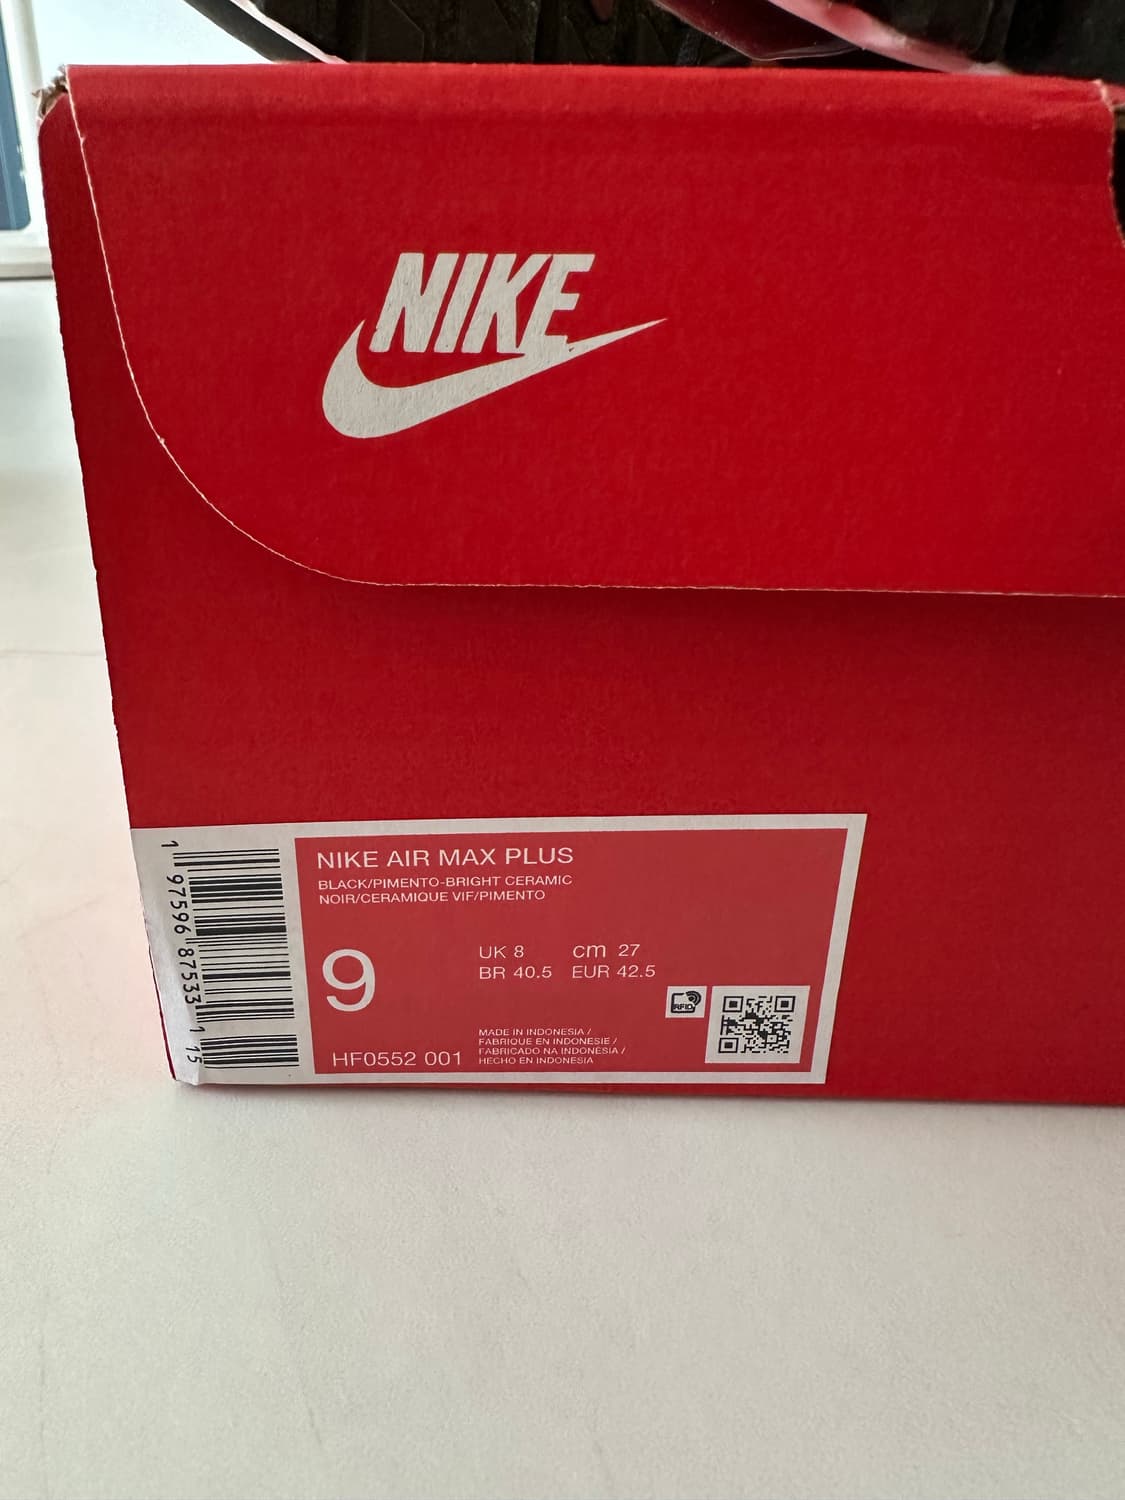 NIKE
NIKE AIR MAX PLUS
BLACK/PIMENTO-BRIGHT CERAMIC
NOIR/CERAMIQUE VIF/PIMENTO
9
UK 8 cm 27
BR 40.5 EUR 42.5
RFID
MADE IN INDONESIA /
FABRIQUE EN INDONESIE /
FABRICADO NA INDONÉSIA /
HECHO EN INDONESIA
HF0552 001
1 97596 87533 1 15